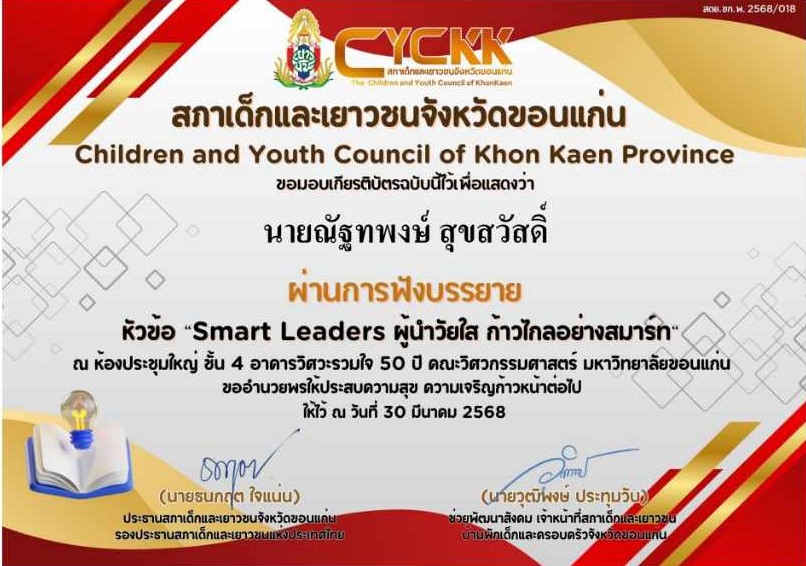 สดย.ขก.พ. 2568/018
CYCKK
สภาเด็กและเยาวชนจังหวัดขอนแก่น
The Children and Youth Council of KhonKaen
สภาเด็กและเยาวชนจังหวัดขอนแก่น
Children and Youth Council of Khon Kaen Province
ขอมอบเกียรติบัตรฉบับนี้ไว้เพื่อแสดงว่า
นายณัฐทพงษ์ สุขสวัสดิ์
ผ่านการฟังบรรยาย
หัวข้อ “Smart Leaders ผู้นำวัยใส ก้าวไกลอย่างสมาร์ท“
ณ ห้องประชุมใหญ่ ชั้น 4 อาคารวิศวะรวมใจ 50 ปี คณะวิศวกรรมศาสตร์ มหาวิทยาลัยขอนแก่น
ขออำนวยพรให้ประสบความสุข ความเจริญก้าวหน้าต่อไป
ให้ไว้ ณ วันที่ 30 มีนาคม 2568
(นายธนกฤต ใจแน่น)
ประธานสภาเด็กและเยาวชนจังหวัดขอนแก่น
รองประธานสภาเด็กและเยาวชนแห่งประเทศไทย
(นายวุฒิพงษ์ ประทุมวัน)
ช่วยพัฒนาสังคม เจ้าหน้าที่สภาเด็กและเยาวชน
บ้านพักเด็กและครอบครัวจังหวัดขอนแก่น